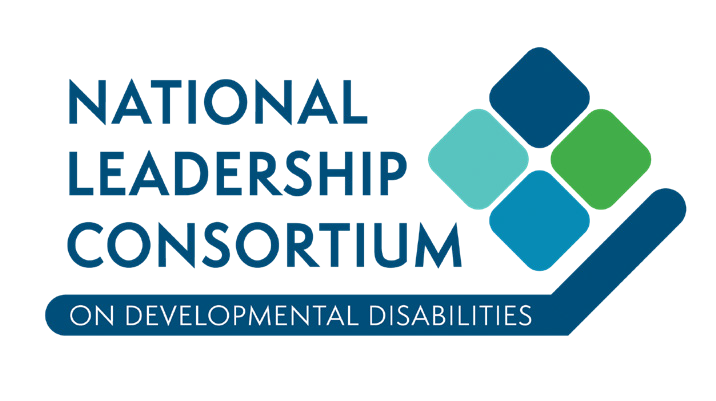 NATIONAL
LEADERSHIP
CONSORTIUM
ON DEVELOPMENTAL DISABILITIES